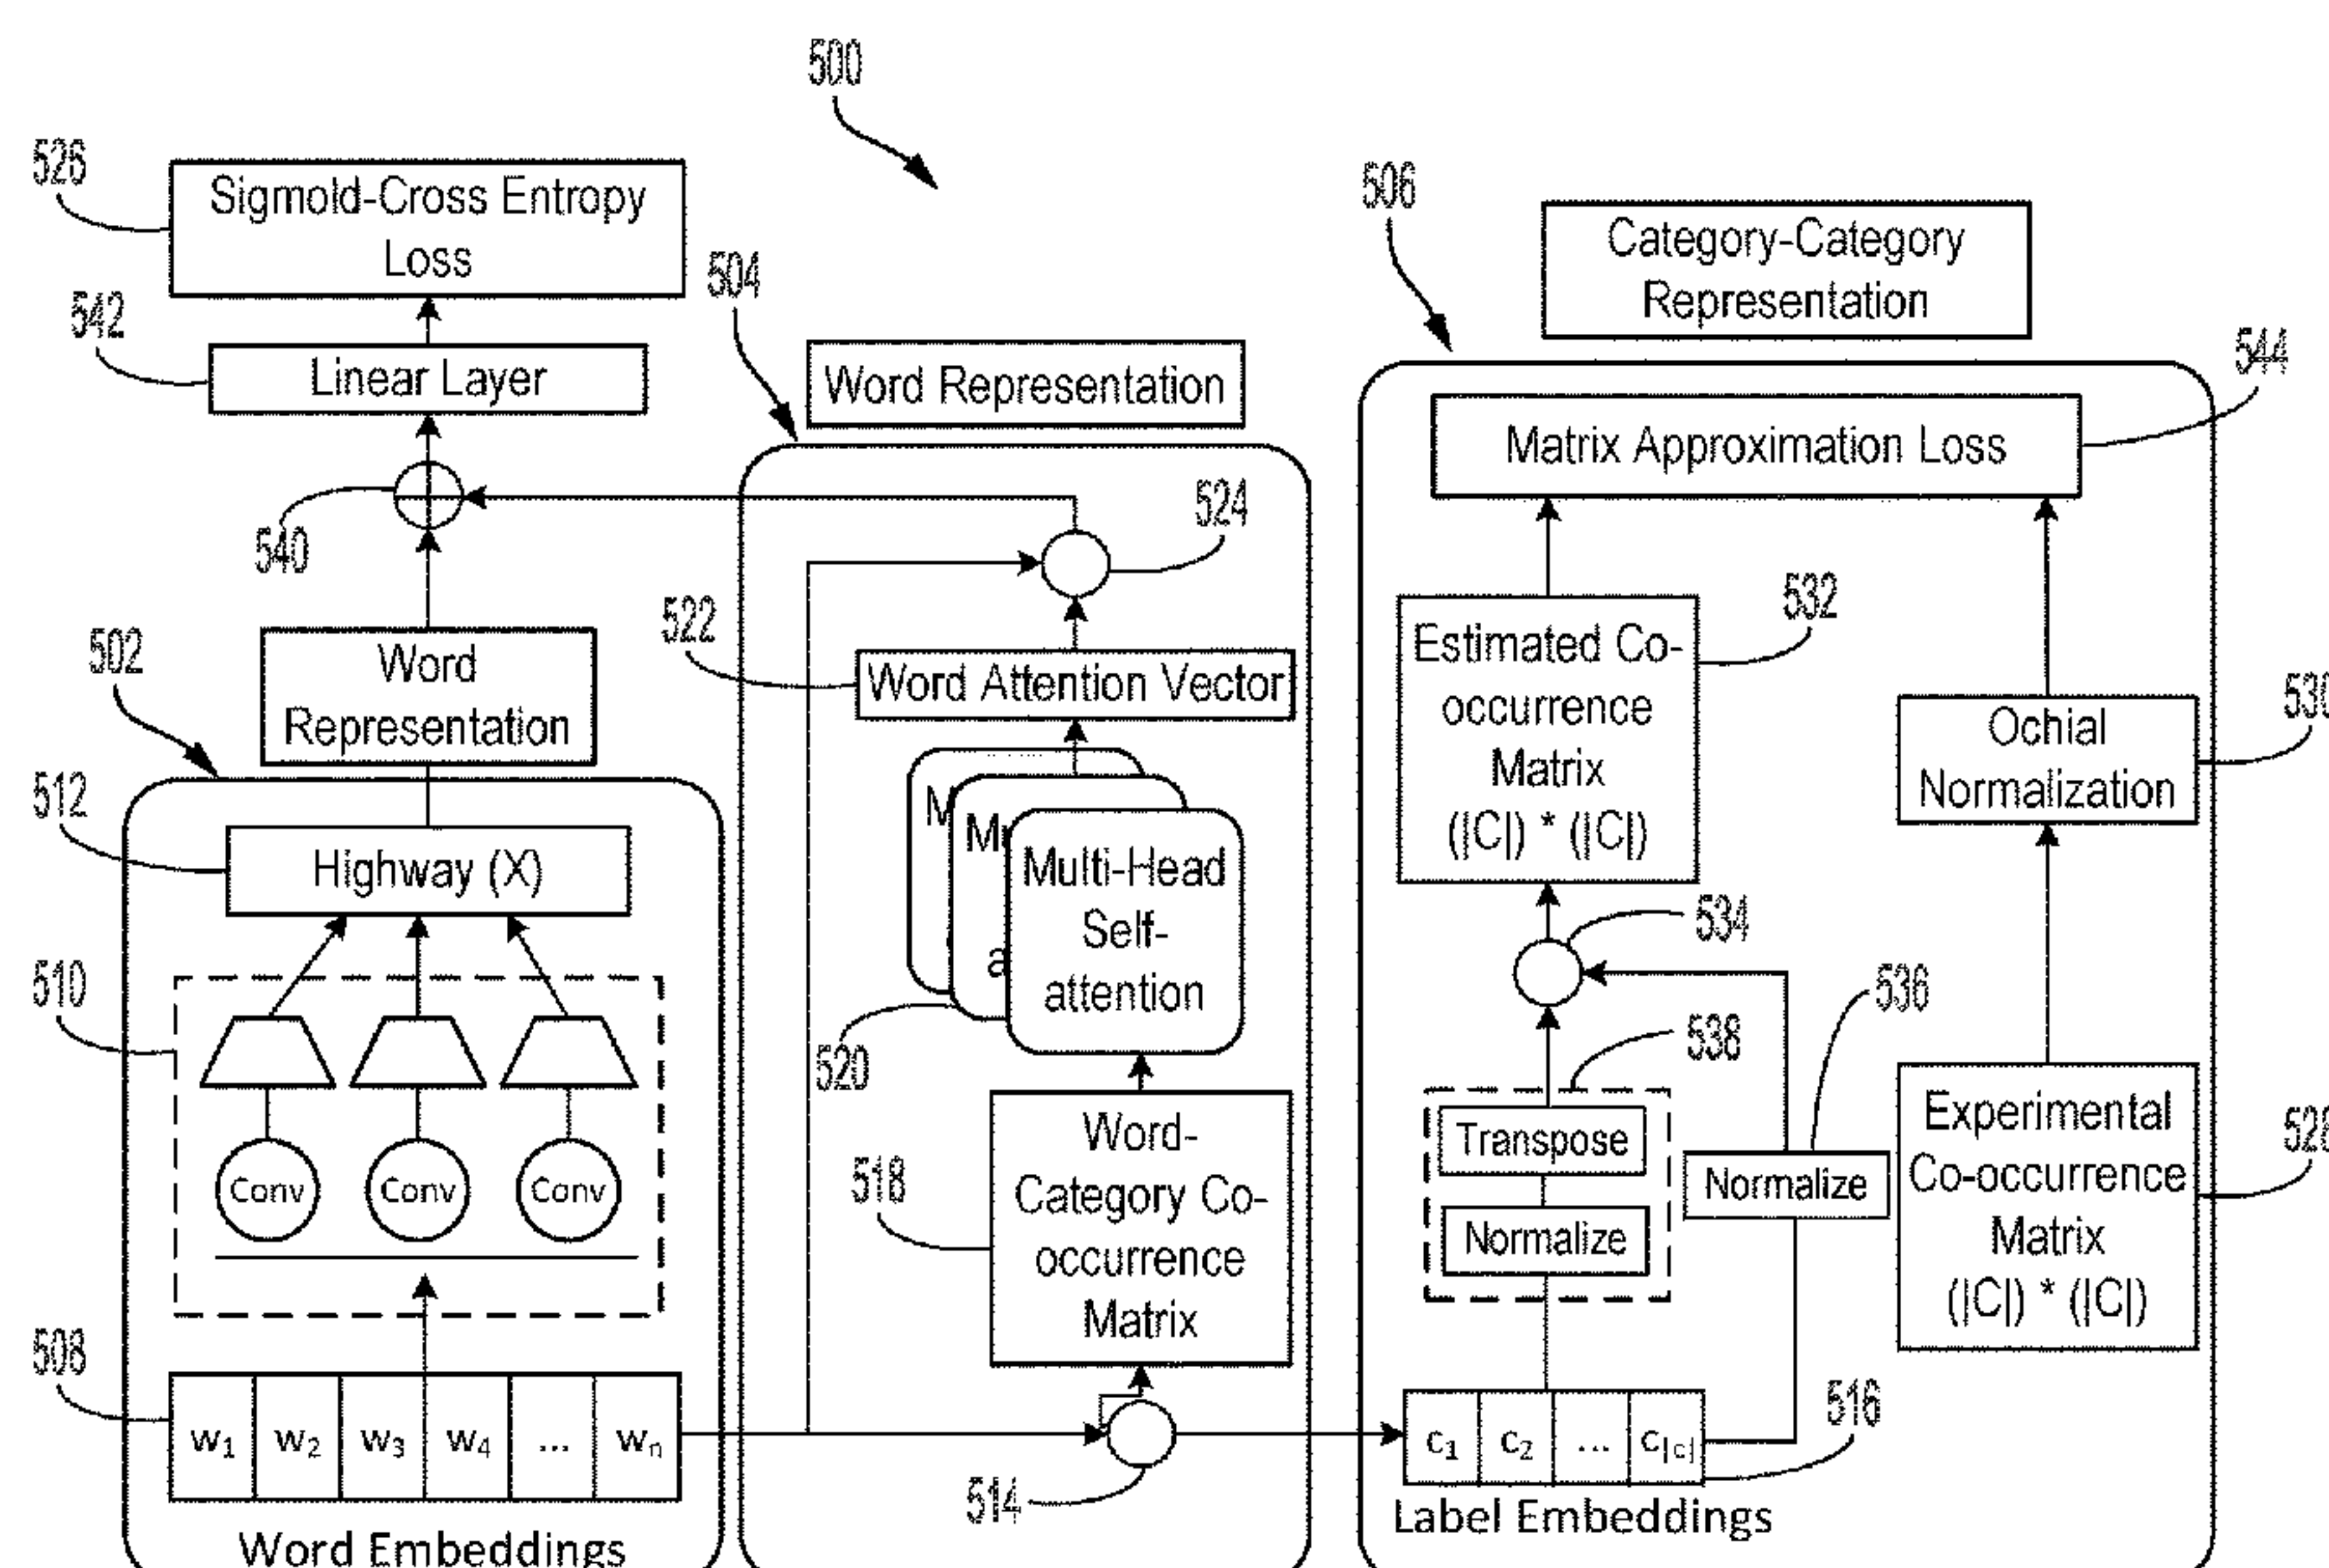 500
526
Sigmold-Cross Entropy
Loss
542
Linear Layer
540
Word
Representation
502
512
Highway (X)
510
Conv Conv Conv
508
w1 w2 w3 w4 ... wn
Word Embeddings
504
Word Representation
524
522
Word Attention Vector
M
Mu
a
Multi-Head
Self-
attention
520
518
Word-
Category Co-
occurrence
Matrix
514
506
Category-Category
Representation
544
Matrix Approximation Loss
532
Estimated Co-
occurrence
Matrix
(|C|) * (|C|)
530
Ochial
Normalization
534
536
538
Transpose
Normalize
Normalize
Experimental
Co-occurrence
Matrix
(|C|) * (|C|)
c1 c2 ... c|c|
516
Label Embeddings